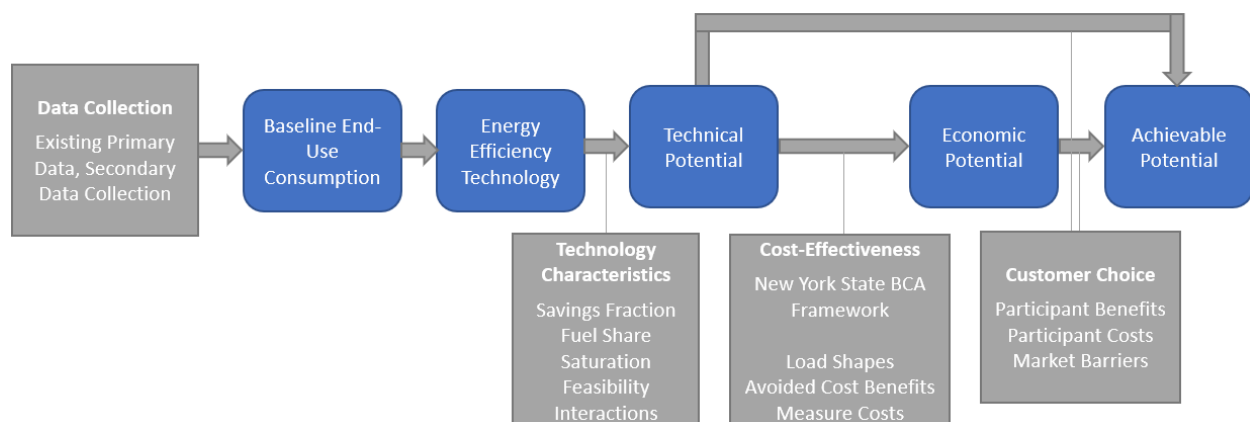 Data Collection
Existing Primary
Data, Secondary
Data Collection
Baseline End-
Use
Consumption
Energy
Efficiency
Technology
Technical
Potential
Economic
Potential
Achievable
Potential
Technology
Characteristics
Savings Fraction
Fuel Share
Saturation
Feasibility
Interactions
Cost-Effectiveness
New York State BCA
Framework
Load Shapes
Avoided Cost Benefits
Measure Costs
Customer Choice
Participant Benefits
Participant Costs
Market Barriers